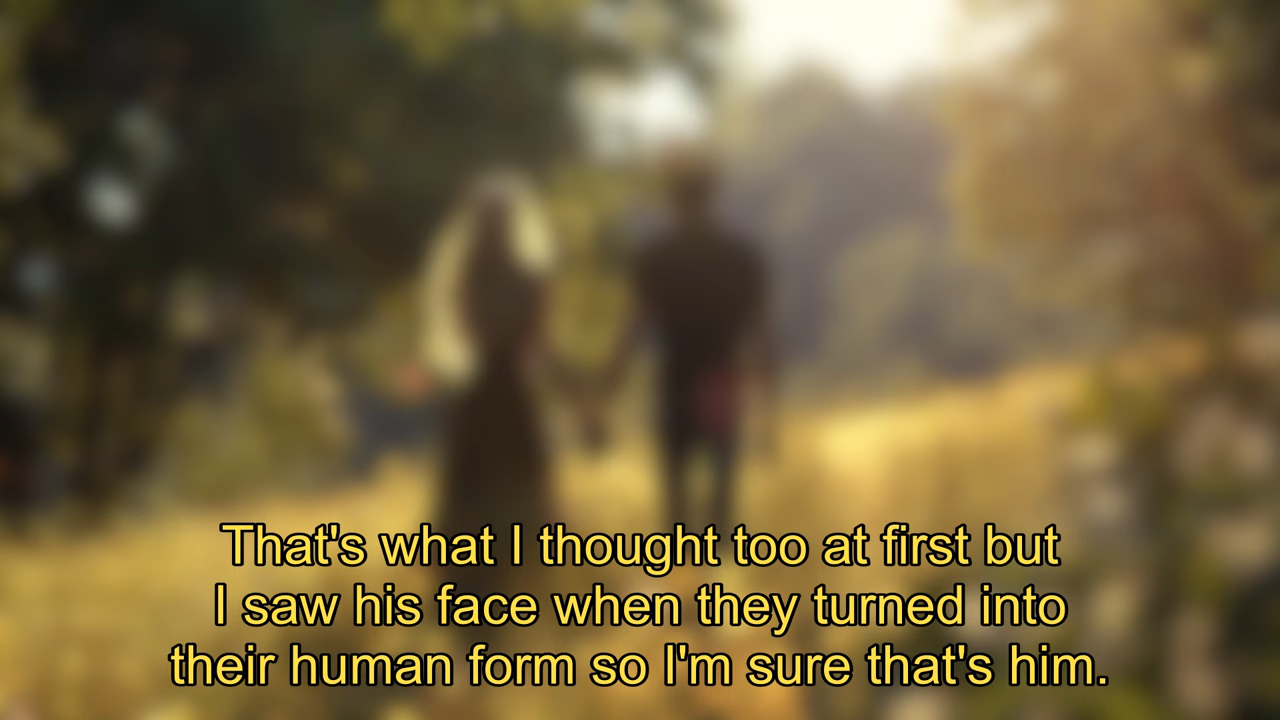 That's what I thought too at first but
I saw his face when they turned into
their human form so I'm sure that's him.